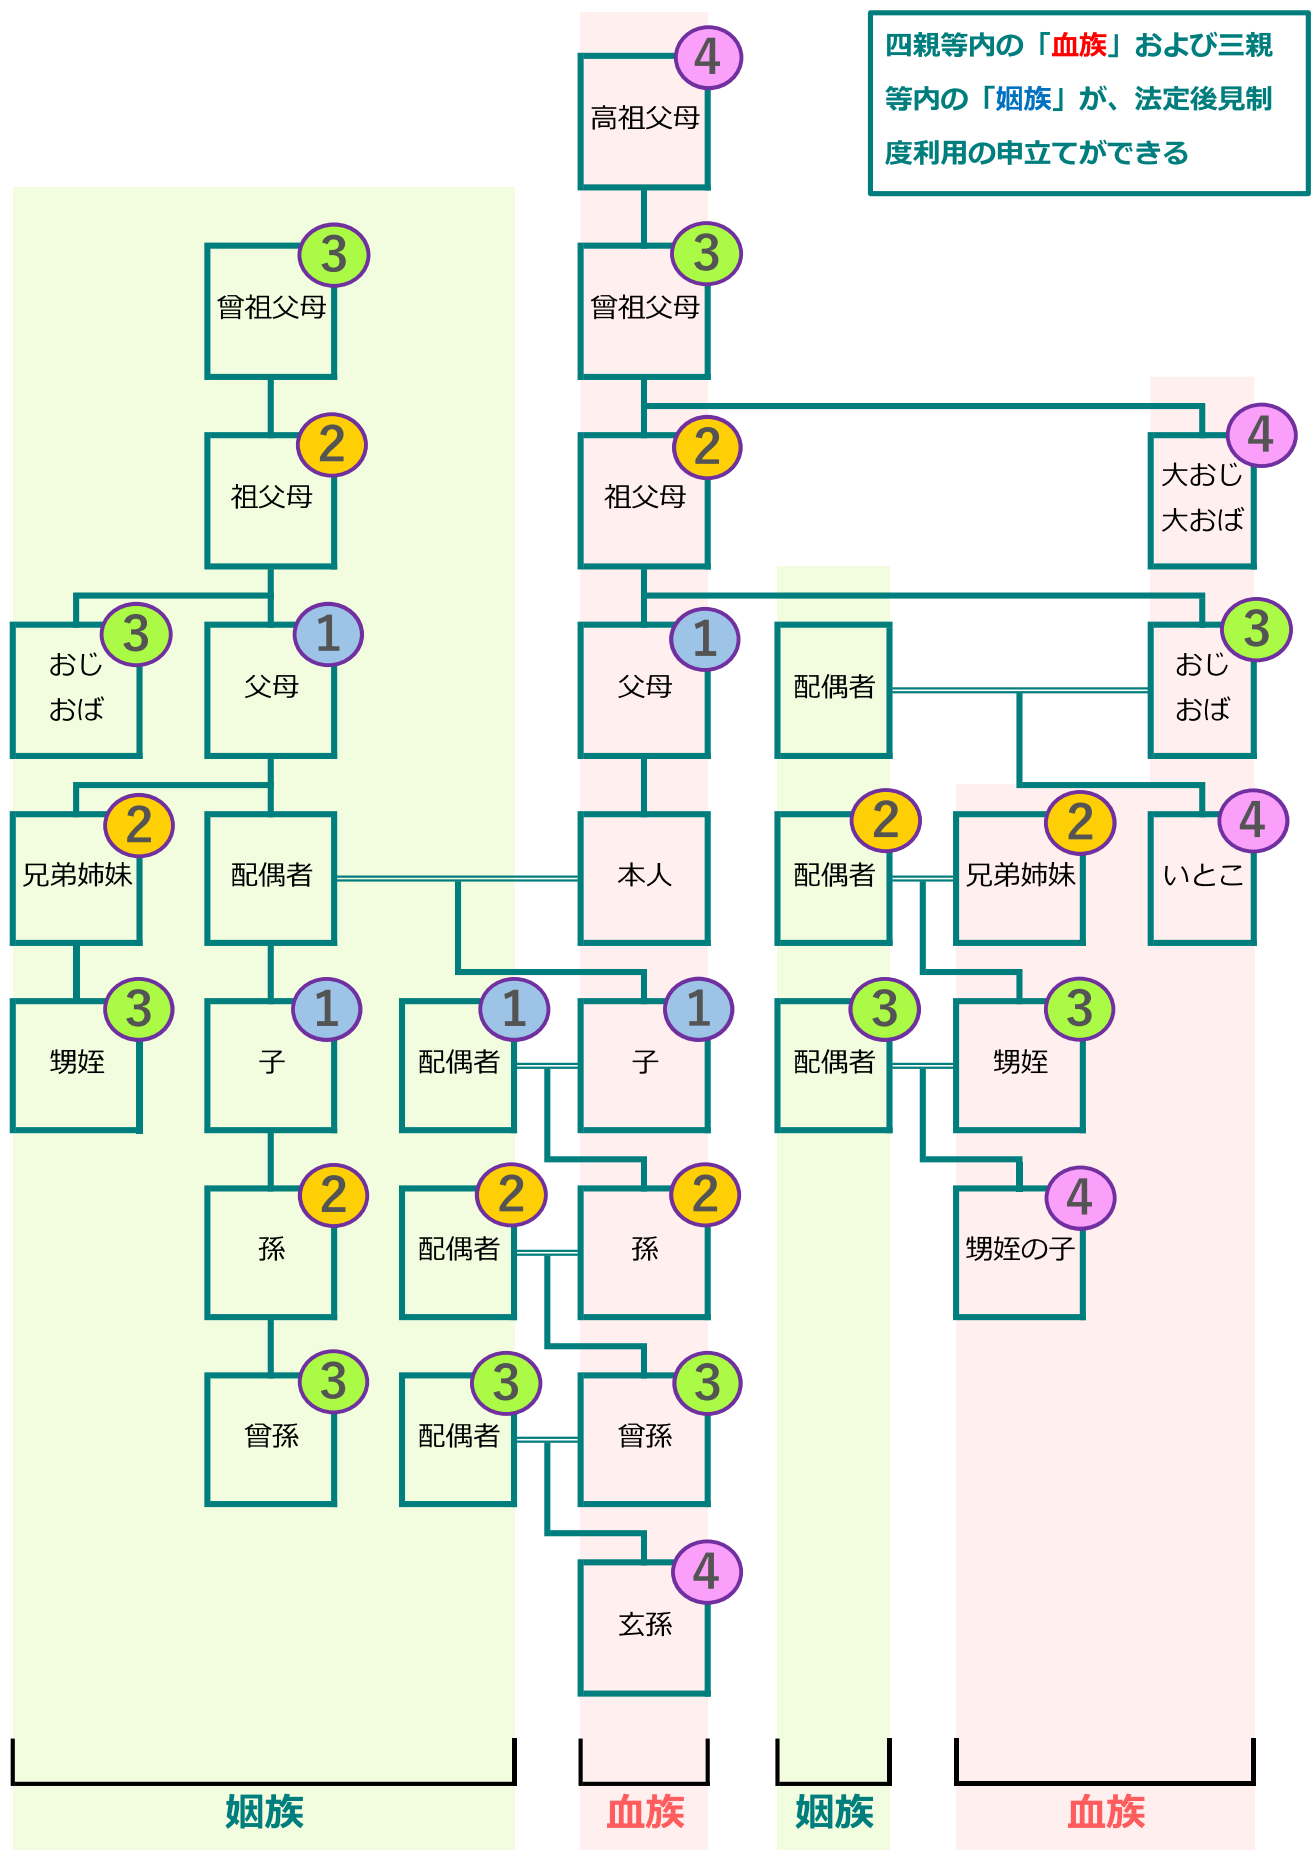 四親等内の「血族」および三親
等内の「姻族」が、法定後見制
度利用の申立てができる
4
高祖父母
3
曾祖父母
3
曾祖父母
2
祖父母
2
祖父母
4
大おじ
大おば
3
おじ
おば
1
父母
1
父母
配偶者
3
おじ
おば
2
兄弟姉妹
配偶者
本人
2
配偶者
2
兄弟姉妹
4
いとこ
3
甥姪
1
子
1
配偶者
1
子
3
配偶者
3
甥姪
2
孫
2
配偶者
2
孫
4
甥姪の子
3
曾孫
3
配偶者
3
曾孫
4
玄孫
姻族
血族
姻族
血族